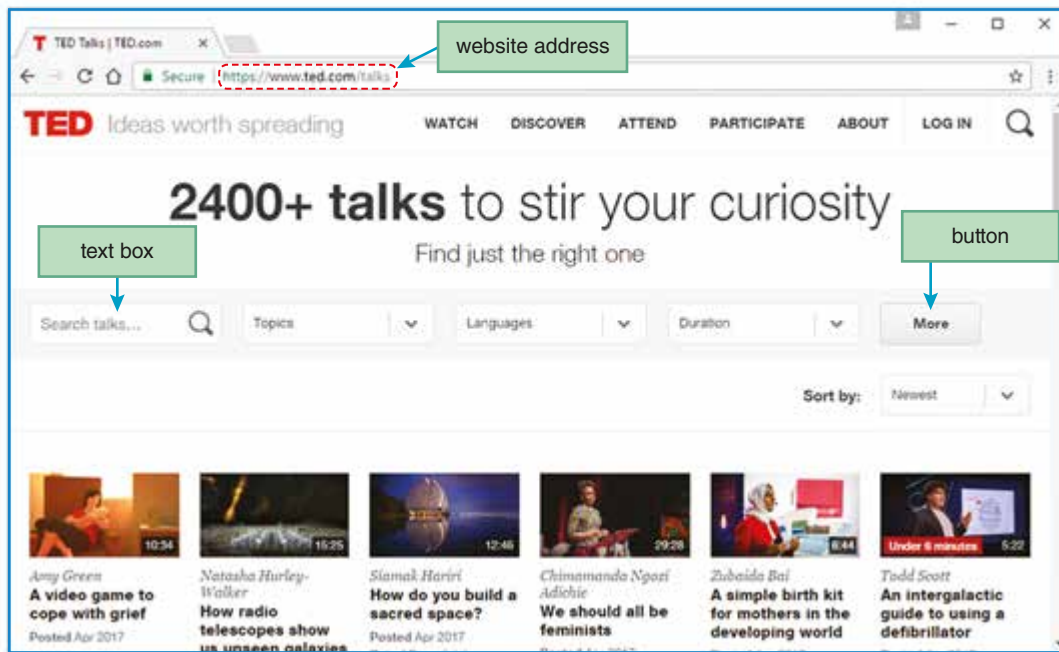 TED Talks | TED.com
website address
Secure
https://www.ted.com/talks
TED Ideas worth spreading
WATCH DISCOVER ATTEND PARTICIPATE ABOUT LOG IN
2400+ talks to stir your curiosity
text box
button
Find just the right one
Search talks...
Topics
Languages
Duration
More
Sort by:
Newest
10:34
15:25
12:46
29:28
6:44
Under 6 minutes 5:22
Amy Green
A video game to
cope with grief
Posted Apr 2017
Natasha Hurley-
Walker
How radio
telescopes show
us unseen galaxies
Siamak Hariri
How do you build a
sacred space?
Posted Apr 2017
Chimamanda Ngozi
Adichie
We should all be
feminists
Zubaida Bai
A simple birth kit
for mothers in the
developing world
Todd Scott
An intergalactic
guide to using a
defibrillator